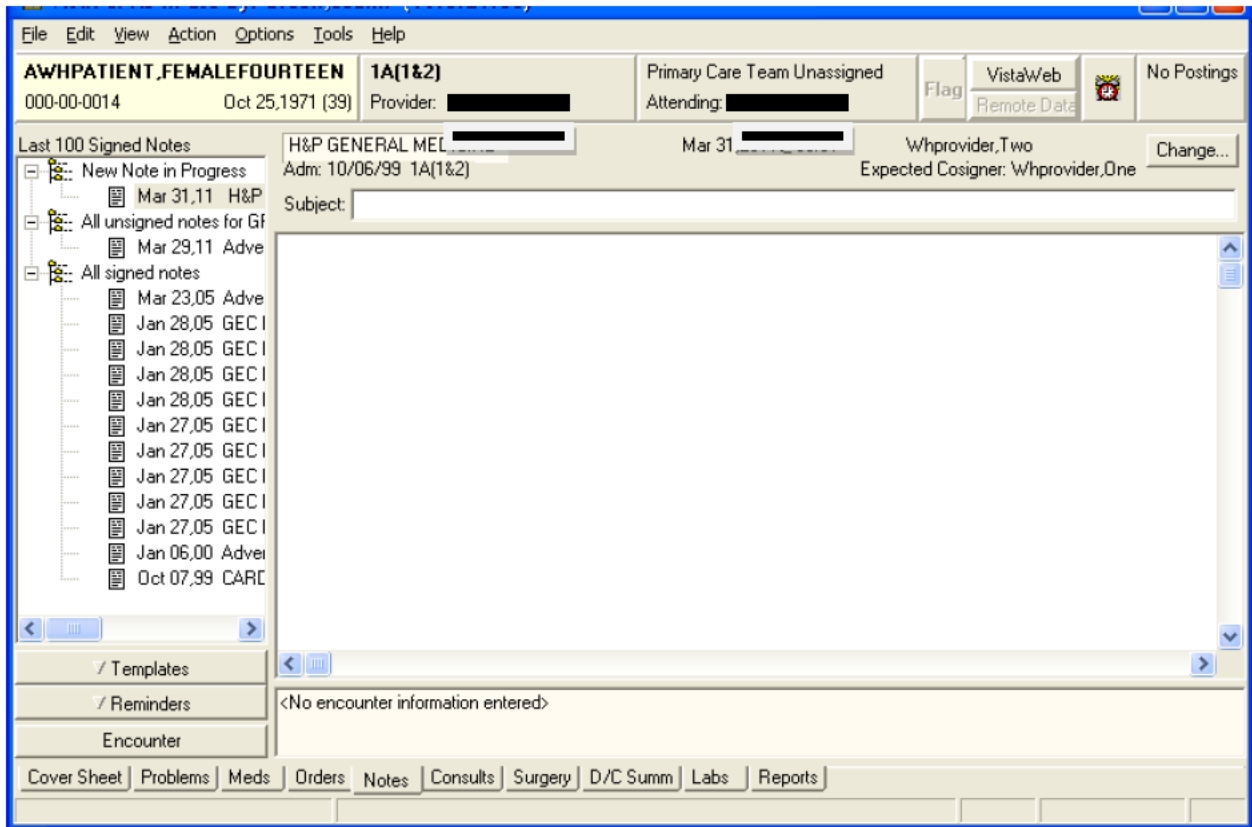 File Edit View Action Options Tools Help
AWHPATIENT,FEMALEFOURTEEN 1A(1&2) Primary Care Team Unassigned Flag VistaWeb No Postings
000-00-0014 Oct 25,1971 (39) Provider: Attending: Remote Data
Last 100 Signed Notes H&P GENERAL Mar 31 Whprovider,Two Change...
New Note in Progress Adm: 10/06/99 1A(1&2) Expected Cosigner: Whprovider,One
Mar 31,11 H&P Subject:
All unsigned notes for
Mar 29,11 Adve
All signed notes
Mar 23,05 Adve
Jan 28,05 GEC
Jan 28,05 GEC
Jan 28,05 GEC
Jan 28,05 GEC
Jan 27,05 GEC
Jan 27,05 GEC
Jan 27,05 GEC
Jan 27,05 GEC
Jan 27,05 GEC
Jan 06,00 Adver
Oct 07,99 CARD
Templates
Reminders <No encounter information entered>
Encounter
Cover Sheet Problems Meds Orders Notes Consults Surgery D/C Summ Labs Reports